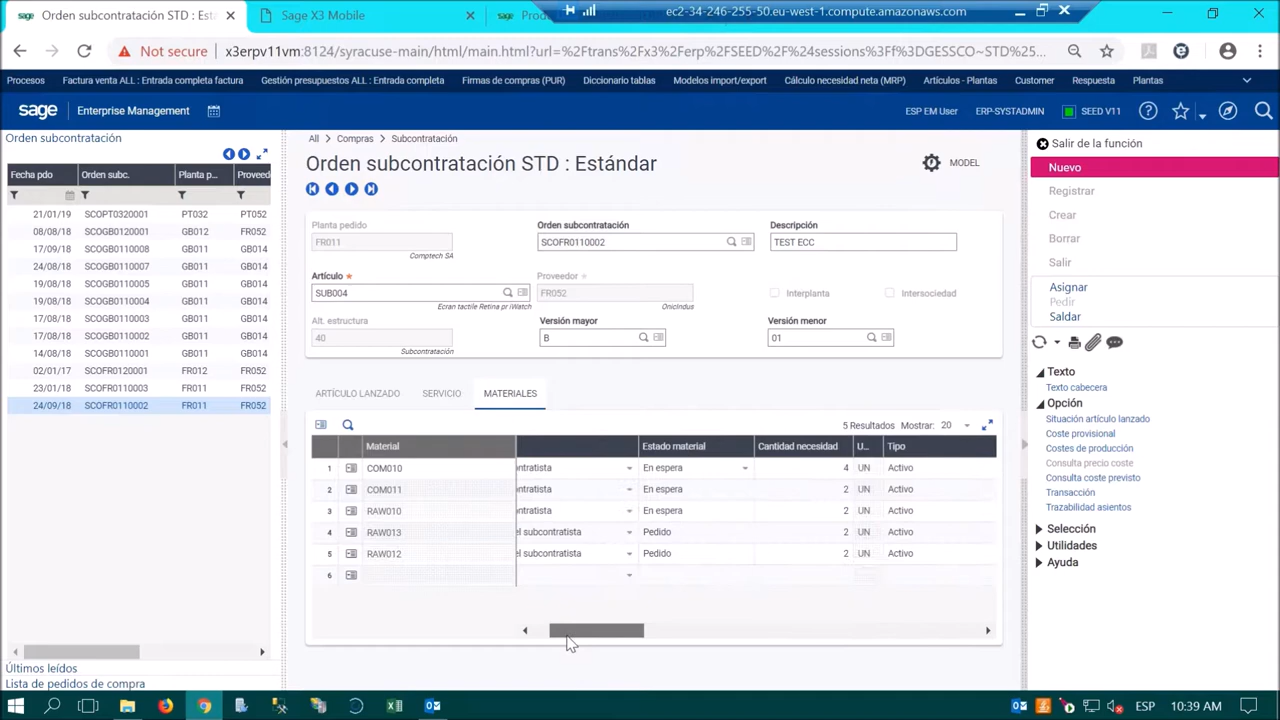 sage Orden subcontratación STD : Está
sage Sage X3 Mobile
sage Prod
ec2-34-246-255-50.eu-west-1.compute.amazonaws.com
Not secure x3erpv11vm:8124/syracuse-main/html/main.html?url=%2Ftrans%2Fx3%2Ferp%2FSEED%2F%24sessions%3Ff%3DGESSCO~STD%25...
Procesos Factura venta ALL : Entrada completa factura Gestión presupuestos ALL : Entrada completa Firmas de compras (PUR) Diccionario tablas Modelos import/export Cálculo necesidad neta (MRP) Artículos - Plantas Customer Respuesta Plantas
sage Enterprise Management ESP EM User ERP-SYSTADMIN SEED V11
Orden subcontratación
Fecha pdo Orden subc. Planta p... Proveed
21/01/19 SCOPT0320001 PT032 PT052
08/08/18 SCOGB0120001 GB012 FR052
17/09/18 SCOGB0110008 GB011 GB014
24/08/18 SCOGB0110007 GB011 GB014
19/08/18 SCOGB0110005 GB011 GB014
19/08/18 SCOGB0110004 GB011 GB014
17/08/18 SCOGB0110003 GB011 GB014
17/08/18 SCOGB0110002 GB011 GB014
14/08/18 SCOGB0110001 GB011 GB014
02/01/17 SCOFR0120001 FR012 FR052
23/01/18 SCOFR0110003 FR011 FR052
24/09/18 SCOFR0110002 FR011 FR052
Últimos leídos
Lista de pedidos de compra
All > Compras > Subcontratación
Orden subcontratación STD : Estándar
MODEL
Planta pedido Orden subcontratación Descripción
FR011 SCOFR0110002 TEST ECC
Comptech SA
Artículo * Proveedor *
SUB004 FR052 Interplanta Intersociedad
Ecran tactile Retina pr iWatch OnicIndus
Alt. estructura Versión mayor Versión menor
40 B 01
Subcontratación
ARTÍCULO LANZADO SERVICIO MATERIALES
5 Resultados Mostrar: 20
Material Estado material Cantidad necesidad U... Tipo
1 COM010 ontratista En espera 4 UN Activo
2 COM011 ontratista En espera 2 UN Activo
3 RAW010 ontratista En espera 2 UN Activo
4 RAW013 el subcontratista Pedido 2 UN Activo
5 RAW012 el subcontratista Pedido 2 UN Activo
6
Salir de la función
Nuevo
Registrar
Crear
Borrar
Salir
Asignar
Pedir
Saldar
Texto
Texto cabecera
Opción
Situación artículo lanzado
Coste provisional
Costes de producción
Consulta precio coste
Consulta coste previsto
Transacción
Trazabilidad asientos
Selección
Utilidades
Ayuda
ESP 10:39 AM